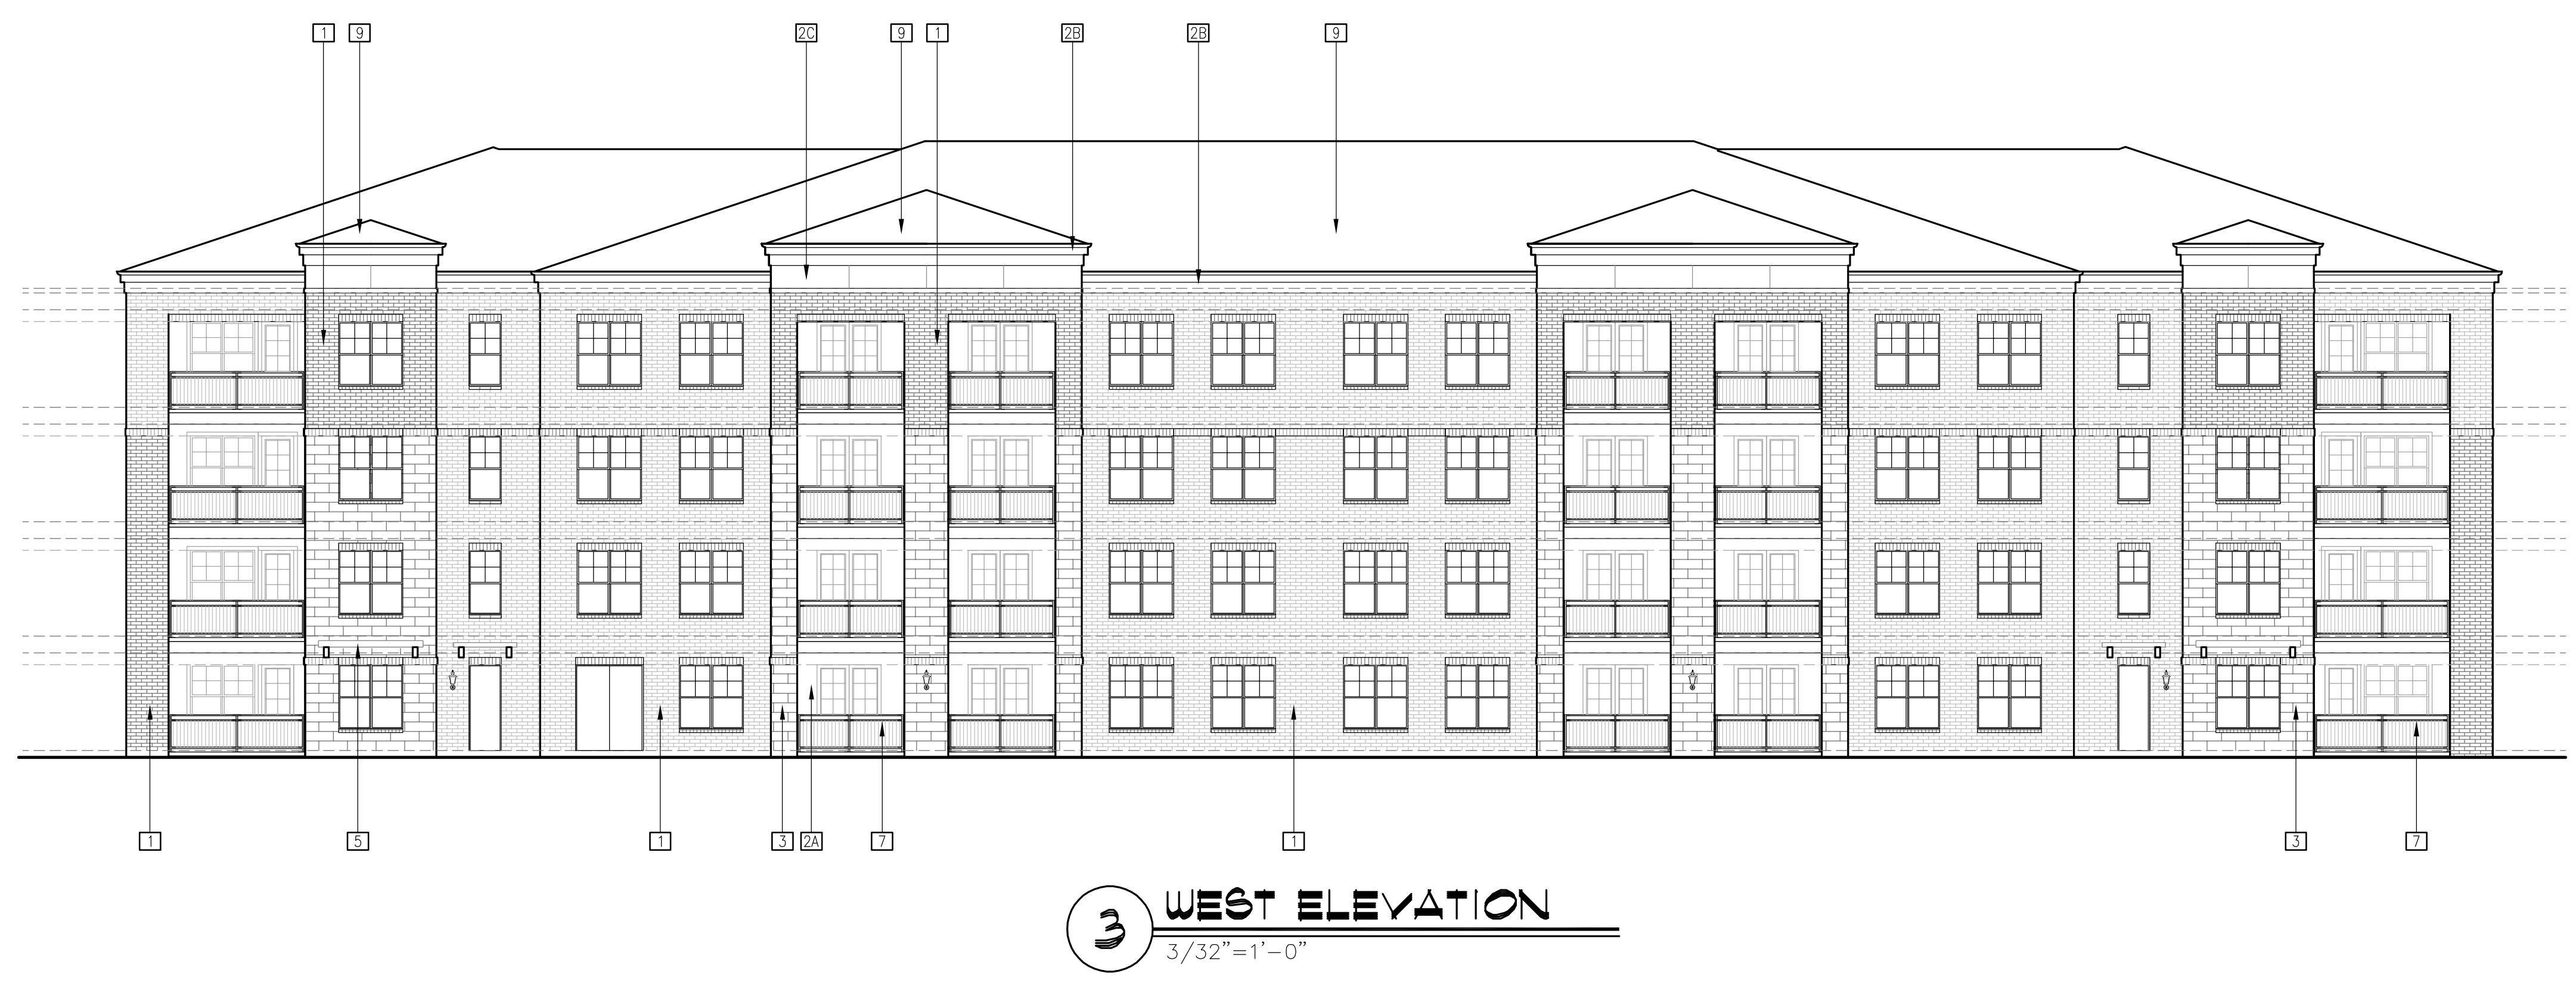 1 9 2C 9 1 2B 2B 9
1 5 1 3 2A 7 1 3 7
3 WEST ELEVATION
3/32"=1'-0"